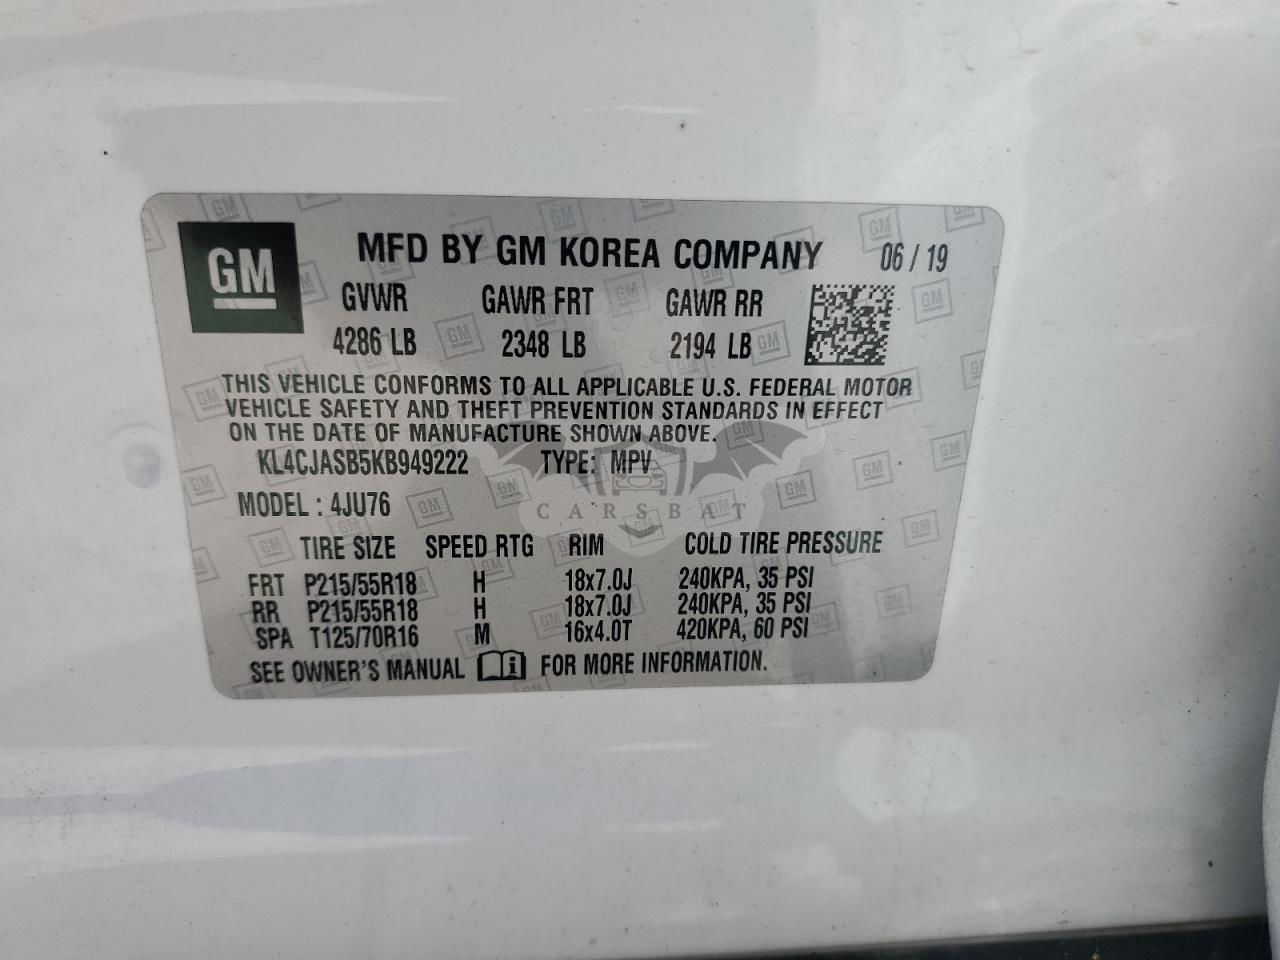 GM MFD BY GM KOREA COMPANY 06 / 19
GVWR GAWR FRT GAWR RR
4286 LB 2348 LB 2194 LB
THIS VEHICLE CONFORMS TO ALL APPLICABLE U.S. FEDERAL MOTOR
VEHICLE SAFETY AND THEFT PREVENTION STANDARDS IN EFFECT
ON THE DATE OF MANUFACTURE SHOWN ABOVE.
KL4CJASB5KB949222 TYPE: MPV
MODEL : 4JU76
CARSBAT
TIRE SIZE SPEED RTG RIM COLD TIRE PRESSURE
FRT P215/55R18 H 18x7.0J 240KPA, 35 PSI
RR P215/55R18 H 18x7.0J 240KPA, 35 PSI
SPA T125/70R16 M 16x4.0T 420KPA, 60 PSI
SEE OWNER'S MANUAL i FOR MORE INFORMATION.